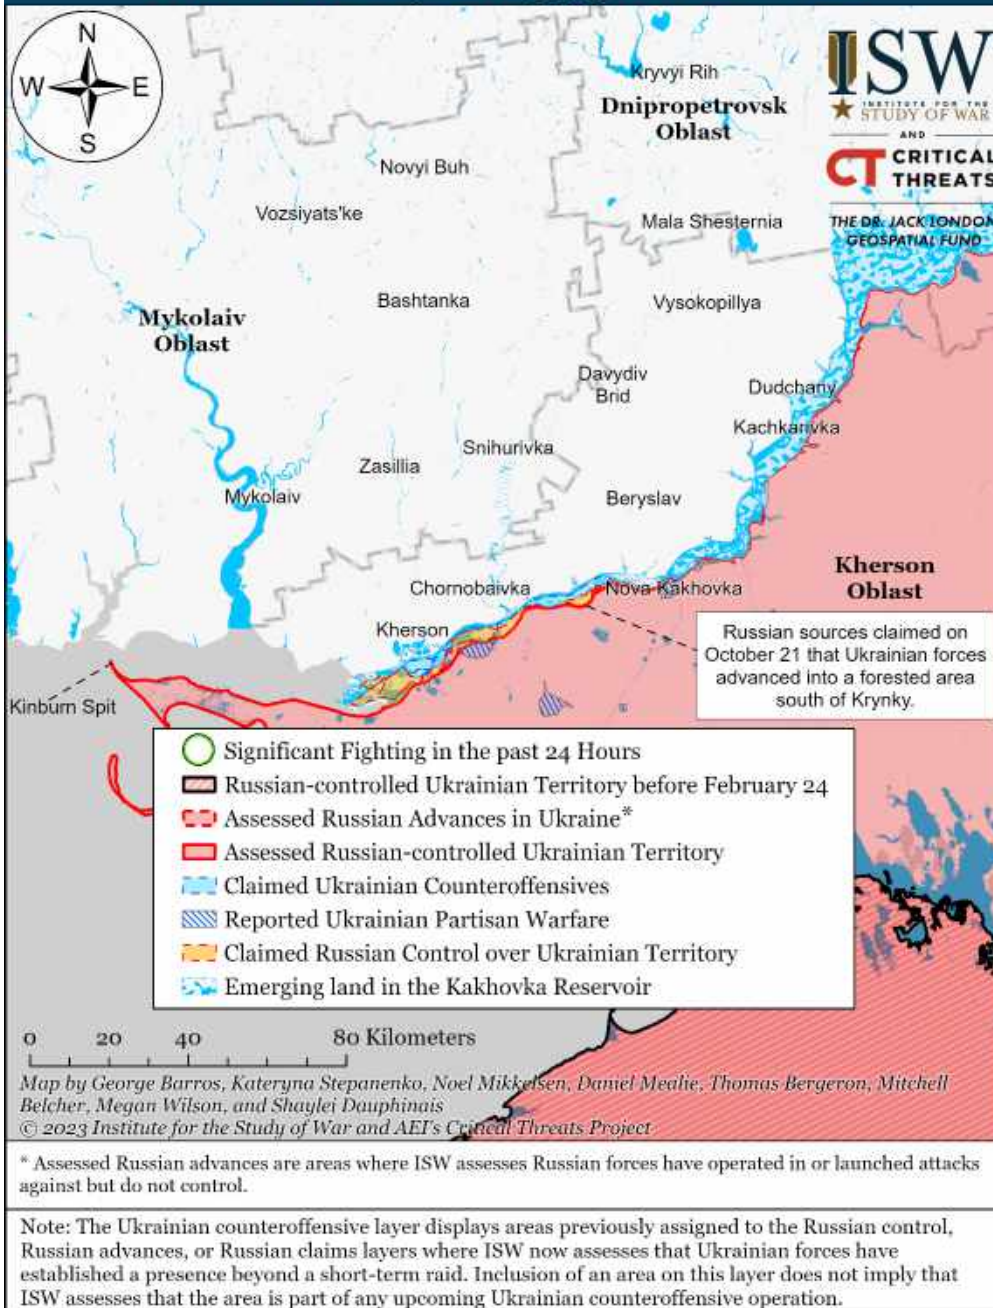 N
W
E
S
ISW
INSTITUTE FOR THE
STUDY OF WAR
AND
CT CRITICAL
THREATS
THE DR. JACK LONDON
GEOSPATIAL FUND
Kryvyi Rih
Dnipropetrovsk
Oblast
Novyi Buh
Vozsiyats'ke
Mala Shesternia
Bashtanka
Vysokopillya
Mykolaiv
Oblast
Davydiv
Brid
Dudchany
Kachkarivka
Snihurivka
Zasillia
Mykolaiv
Beryslav
Kherson
Oblast
Chornobaivka
Nova Kakhovka
Kherson
Russian sources claimed on
October 21 that Ukrainian forces
advanced into a forested area
south of Krynky.
Kinburn Spit
Significant Fighting in the past 24 Hours
Russian-controlled Ukrainian Territory before February 24
Assessed Russian Advances in Ukraine*
Assessed Russian-controlled Ukrainian Territory
Claimed Ukrainian Counteroffensives
Reported Ukrainian Partisan Warfare
Claimed Russian Control over Ukrainian Territory
Emerging land in the Kakhovka Reservoir
0 20 40 80 Kilometers
Map by George Barros, Kateryna Stepanenko, Noel Mikkelsen, Daniel Mealie, Thomas Bergeron, Mitchell
Belcher, Megan Wilson, and Shaylei Dauphinais
© 2023 Institute for the Study of War and AEI's Critical Threats Project
* Assessed Russian advances are areas where ISW assesses Russian forces have operated in or launched attacks
against but do not control.
Note: The Ukrainian counteroffensive layer displays areas previously assigned to the Russian control,
Russian advances, or Russian claims layers where ISW now assesses that Ukrainian forces have
established a presence beyond a short-term raid. Inclusion of an area on this layer does not imply that
ISW assesses that the area is part of any upcoming Ukrainian counteroffensive operation.